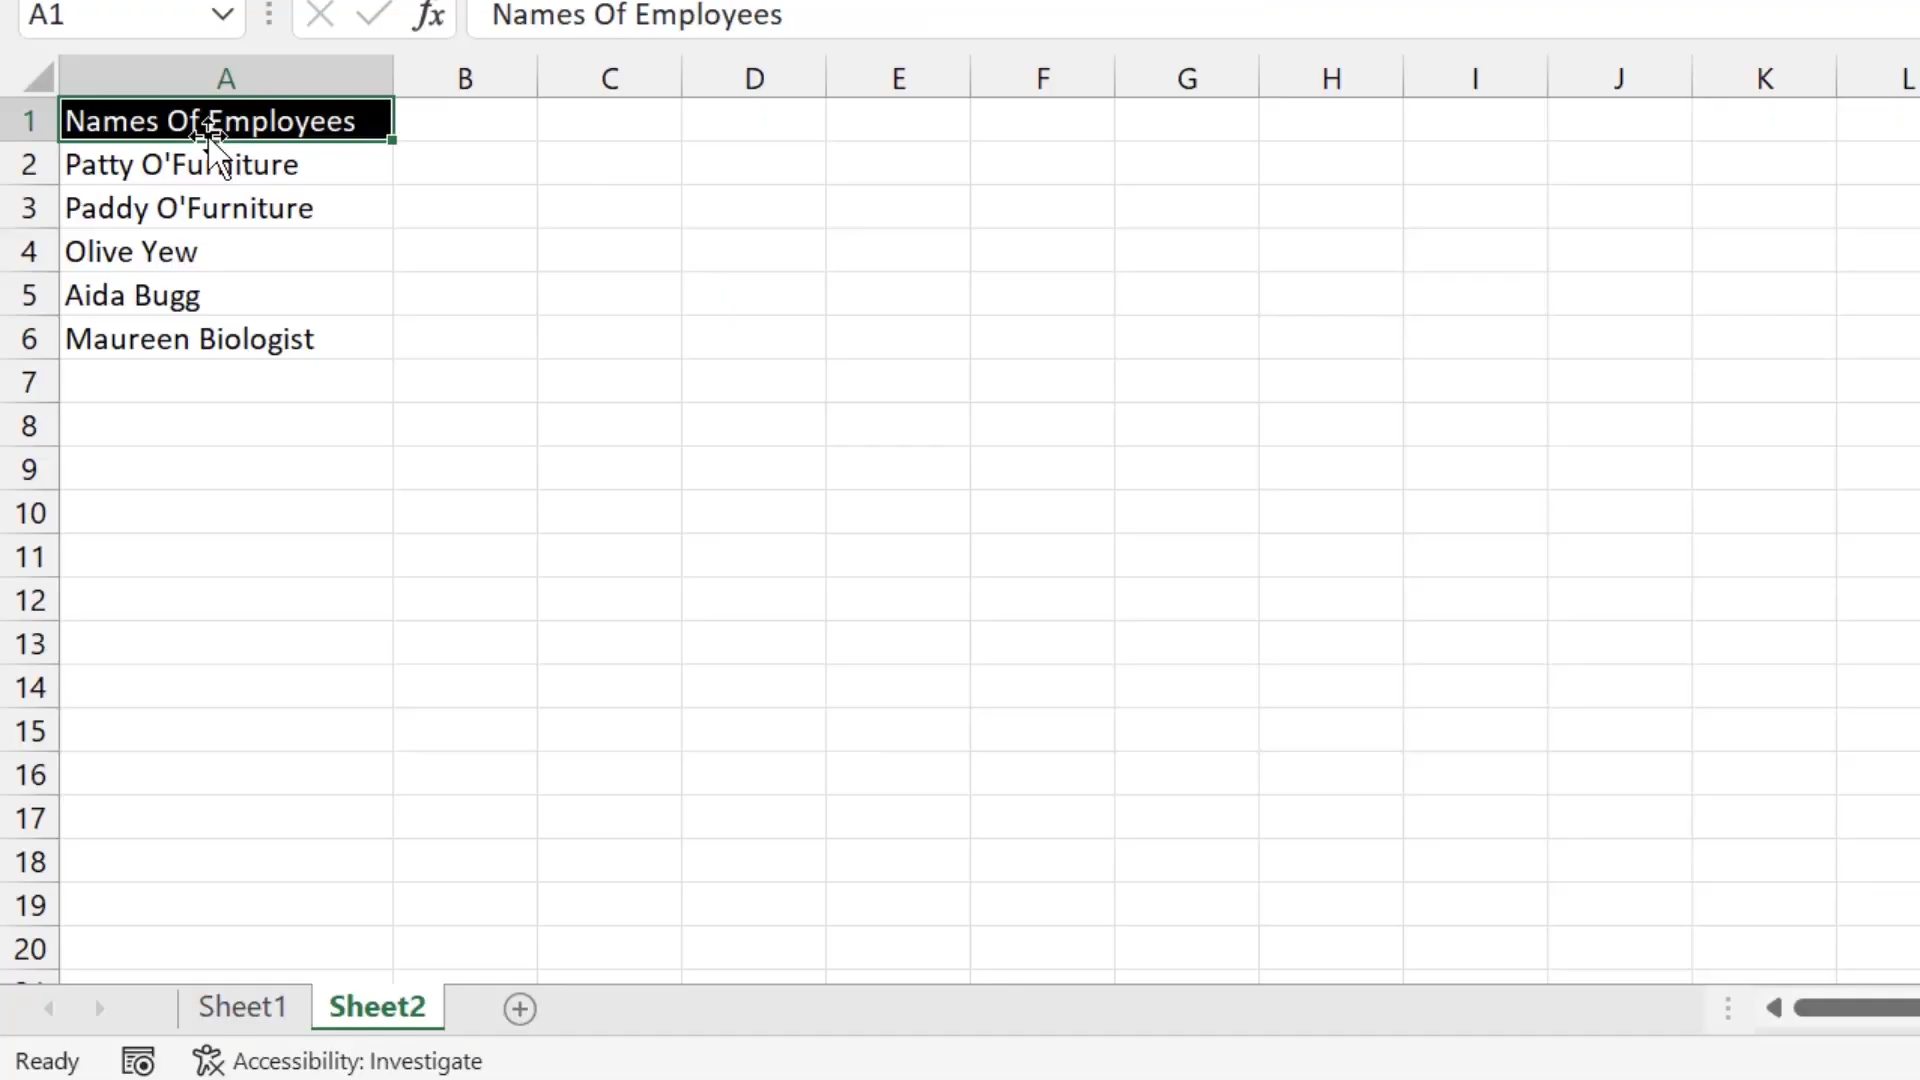 A1 fx Names Of Employees
A B C D E F G H I J K L
1 Names Of Employees
2 Patty O'Furniture
3 Paddy O'Furniture
4 Olive Yew
5 Aida Bugg
6 Maureen Biologist
7
8
9
10
11
12
13
14
15
16
17
18
19
20
Sheet1 Sheet2
Ready Accessibility: Investigate